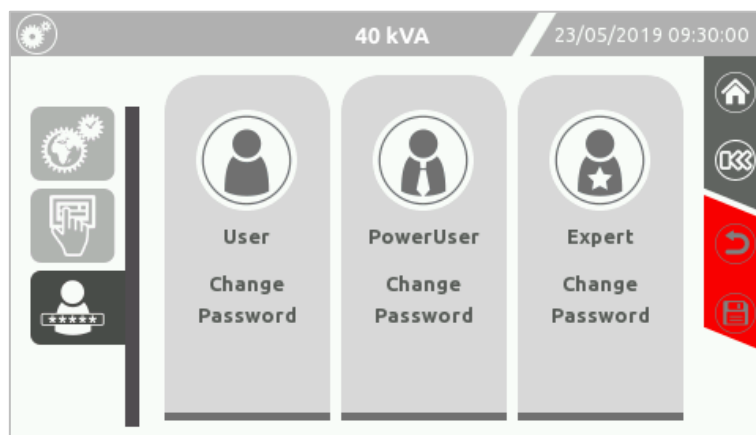 40 kVA
23/05/2019 09:30:00
User
Change
Password
PowerUser
Change
Password
Expert
Change
Password
*****